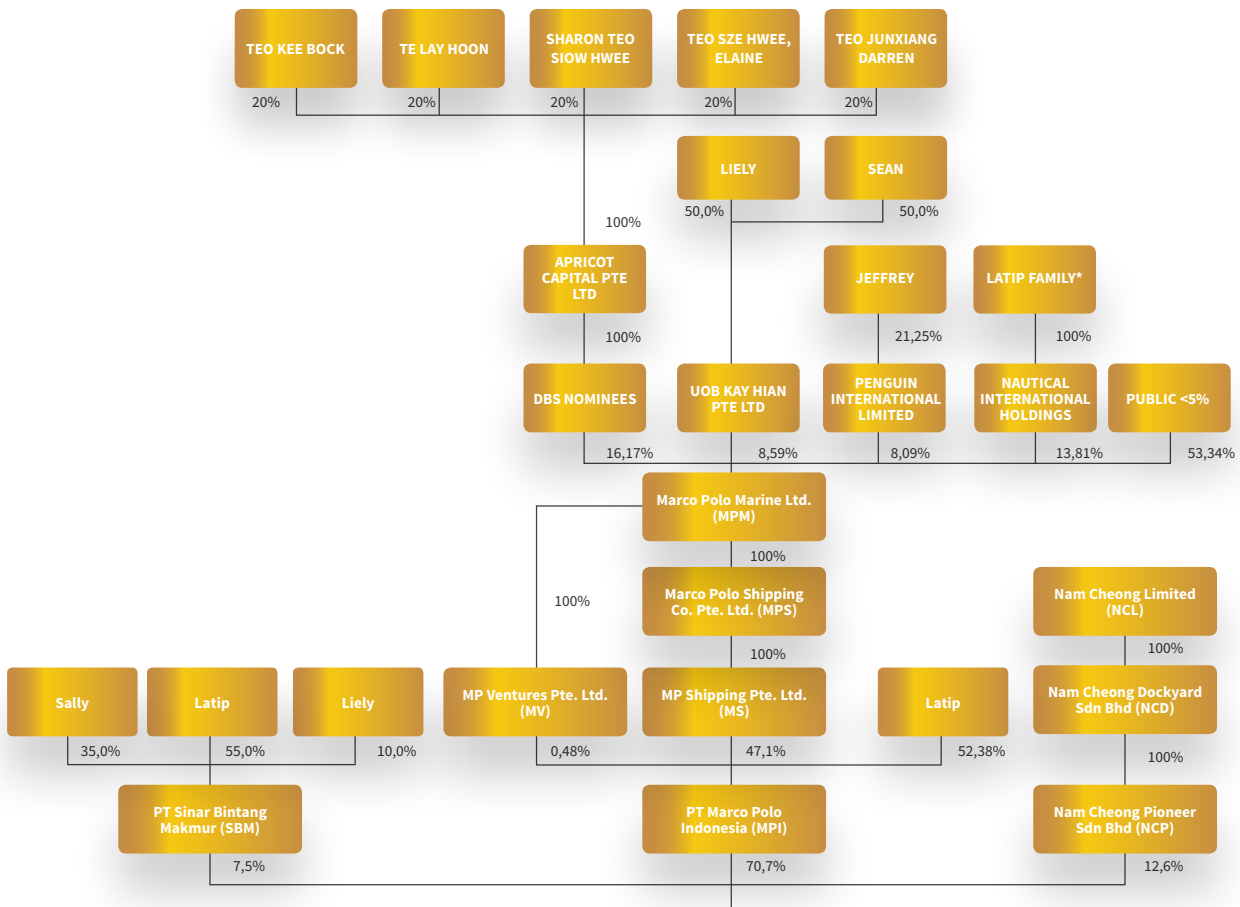 TEO KEE BOCK
TE LAY HOON
SHARON TEO
SIOW HWEE
TEO SZE HWEE,
ELAINE
TEO JUNXIANG
DARREN
20%
20%
20%
20%
20%
LIELY
SEAN
50,0%
50,0%
100%
APRICOT
CAPITAL PTE
LTD
JEFFREY
LATIP FAMILY*
100%
21,25%
100%
DBS NOMINEES
UOB KAY HIAN
PTE LTD
PENGUIN
INTERNATIONAL
LIMITED
NAUTICAL
INTERNATIONAL
HOLDINGS
PUBLIC <5%
16,17%
8,59%
8,09%
13,81%
53,34%
Marco Polo Marine Ltd.
(MPM)
100%
100%
Marco Polo Shipping
Co. Pte. Ltd. (MPS)
Nam Cheong Limited
(NCL)
100%
100%
Sally
Latip
Liely
MP Ventures Pte. Ltd.
(MV)
MP Shipping Pte. Ltd.
(MS)
Latip
Nam Cheong Dockyard
Sdn Bhd (NCD)
35,0%
55,0%
10,0%
0,48%
47,1%
52,38%
100%
PT Sinar Bintang
Makmur (SBM)
PT Marco Polo
Indonesia (MPI)
Nam Cheong Pioneer
Sdn Bhd (NCP)
7,5%
70,7%
12,6%